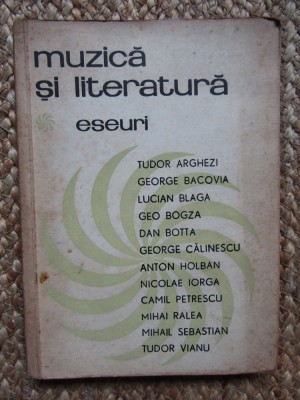 muzică
și literatură
eseuri
TUDOR ARGHEZI
GEORGE BACOVIA
LUCIAN BLAGA
GEO BOGZA
DAN BOTTA
GEORGE CĂLINESCU
ANTON HOLBAN
NICOLAE IORGA
CAMIL PETRESCU
MIHAI RALEA
MIHAIL SEBASTIAN
TUDOR VIANU